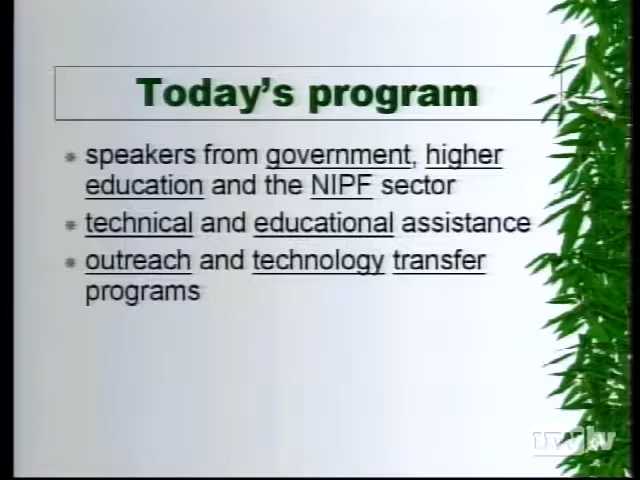 Today's program
speakers from government, higher
education and the NIPF sector
technical and educational assistance
outreach and technology transfer
programs